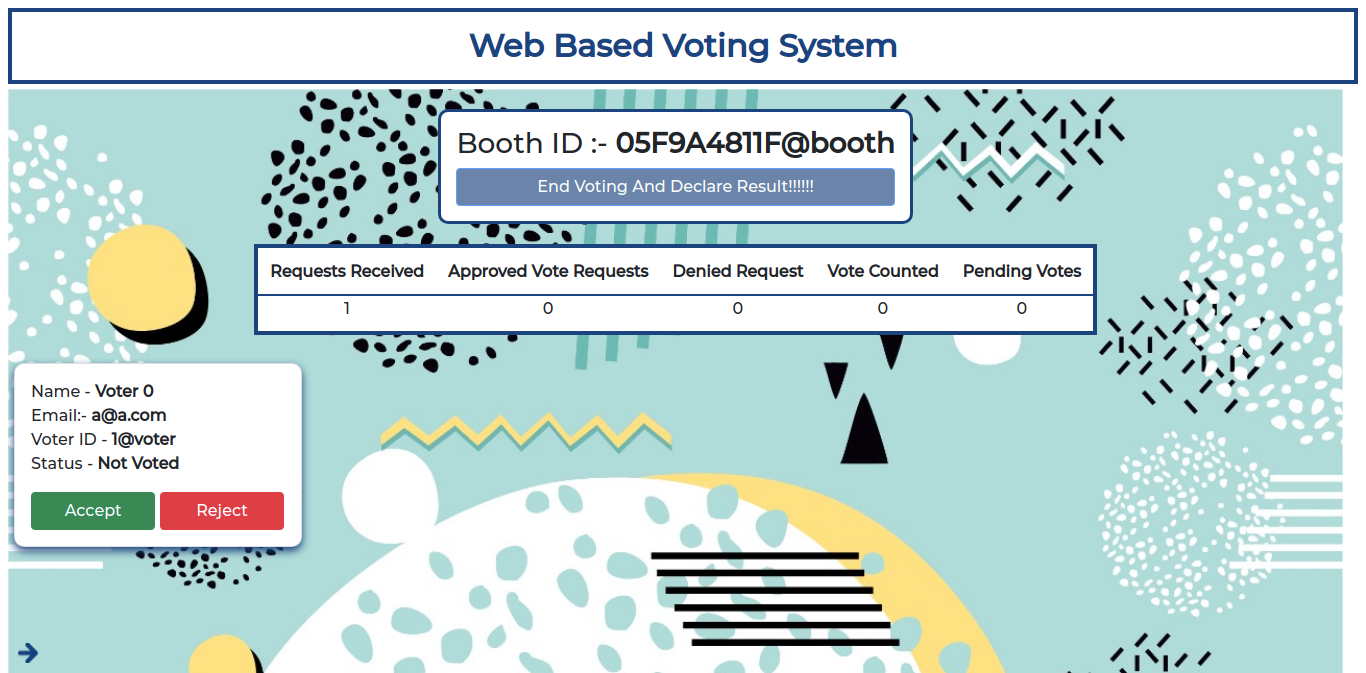 Web Based Voting System
Booth ID :- 05F9A4811F@booth
End Voting And Declare Result!!!!!!
Requests Received Approved Vote Requests Denied Request Vote Counted Pending Votes
1 0 0 0 0
Name - Voter 0
Email:- a@a.com
Voter ID - 1@voter
Status - Not Voted
Accept Reject